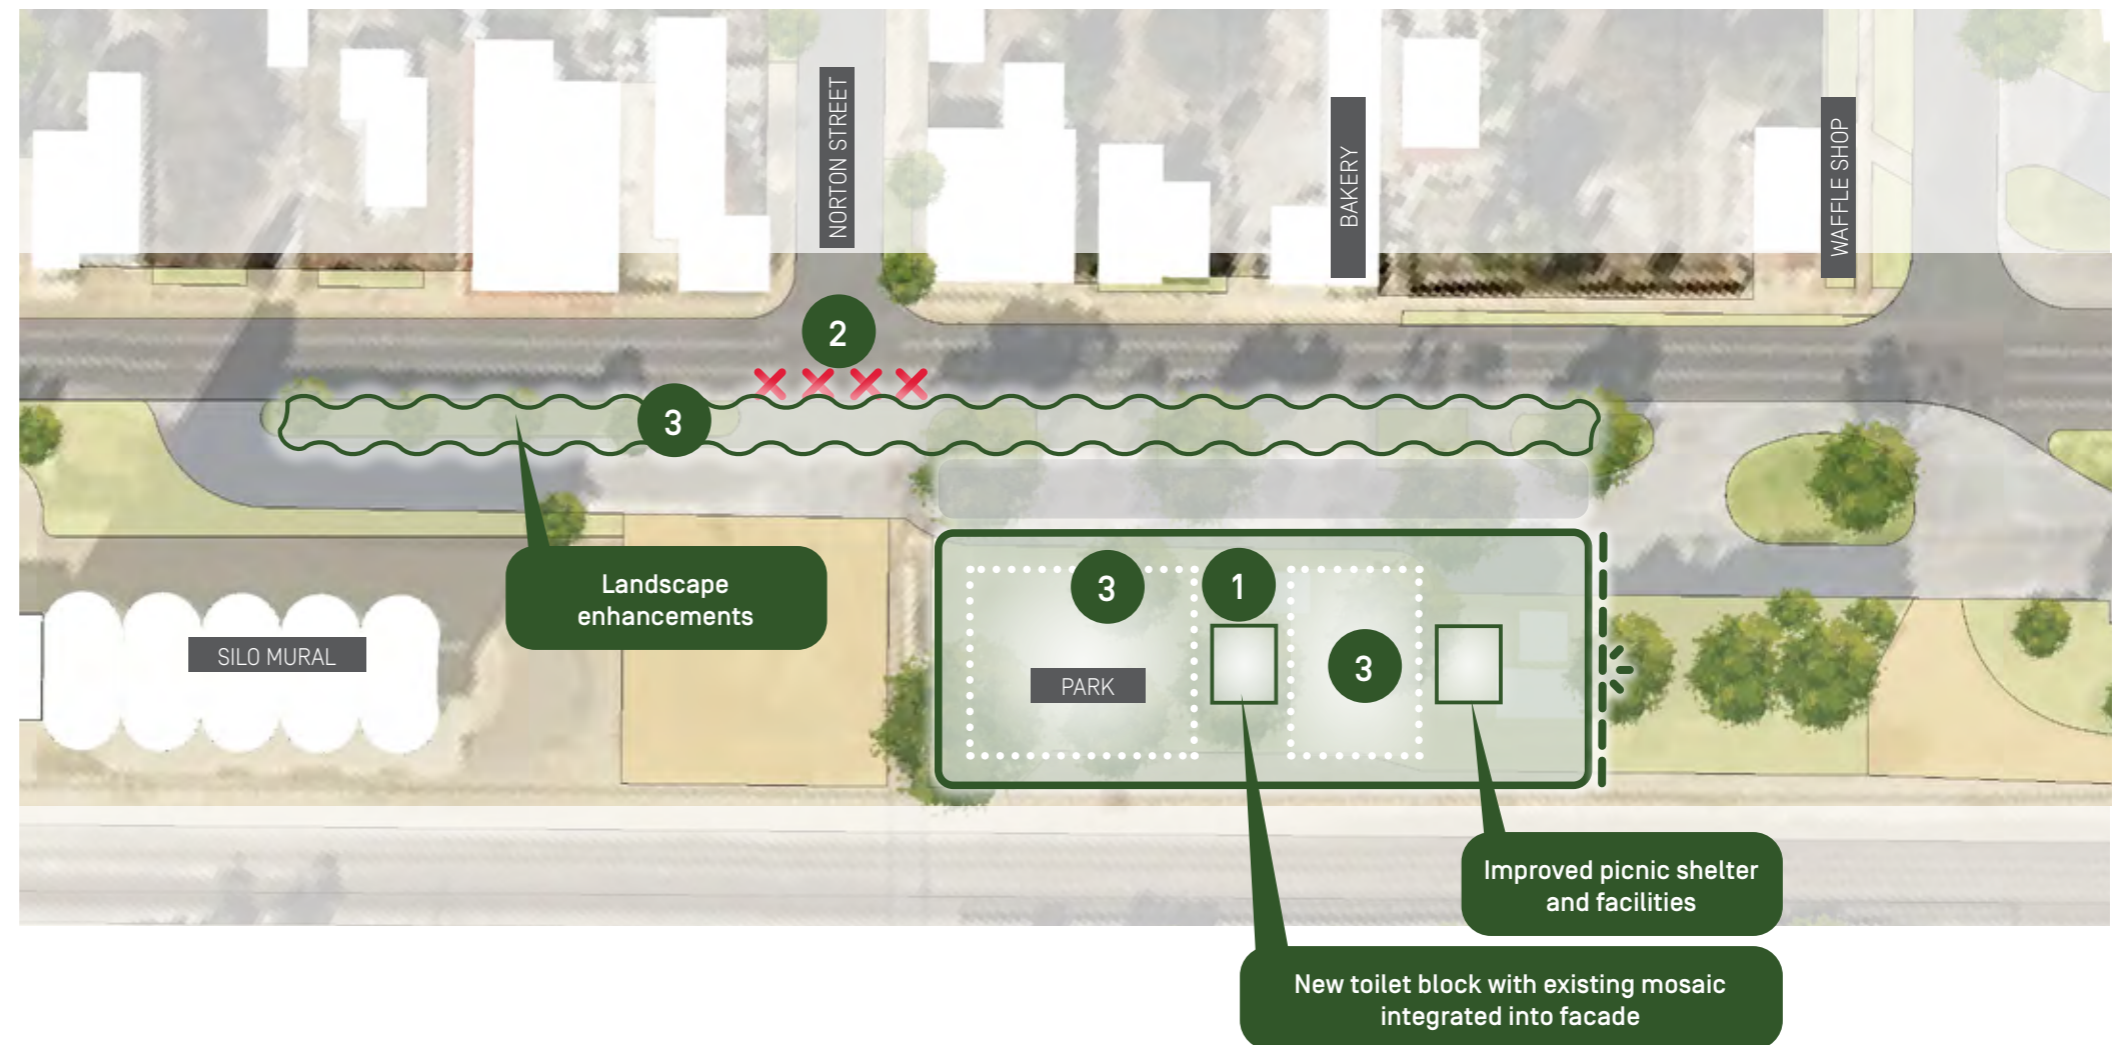 NORTON STREET
BAKERY
WAFFLE SHOP
2
3
Landscape
enhancements
3
1
3
SILO MURAL
PARK
Improved picnic shelter
and facilities
New toilet block with existing mosaic
integrated into facade